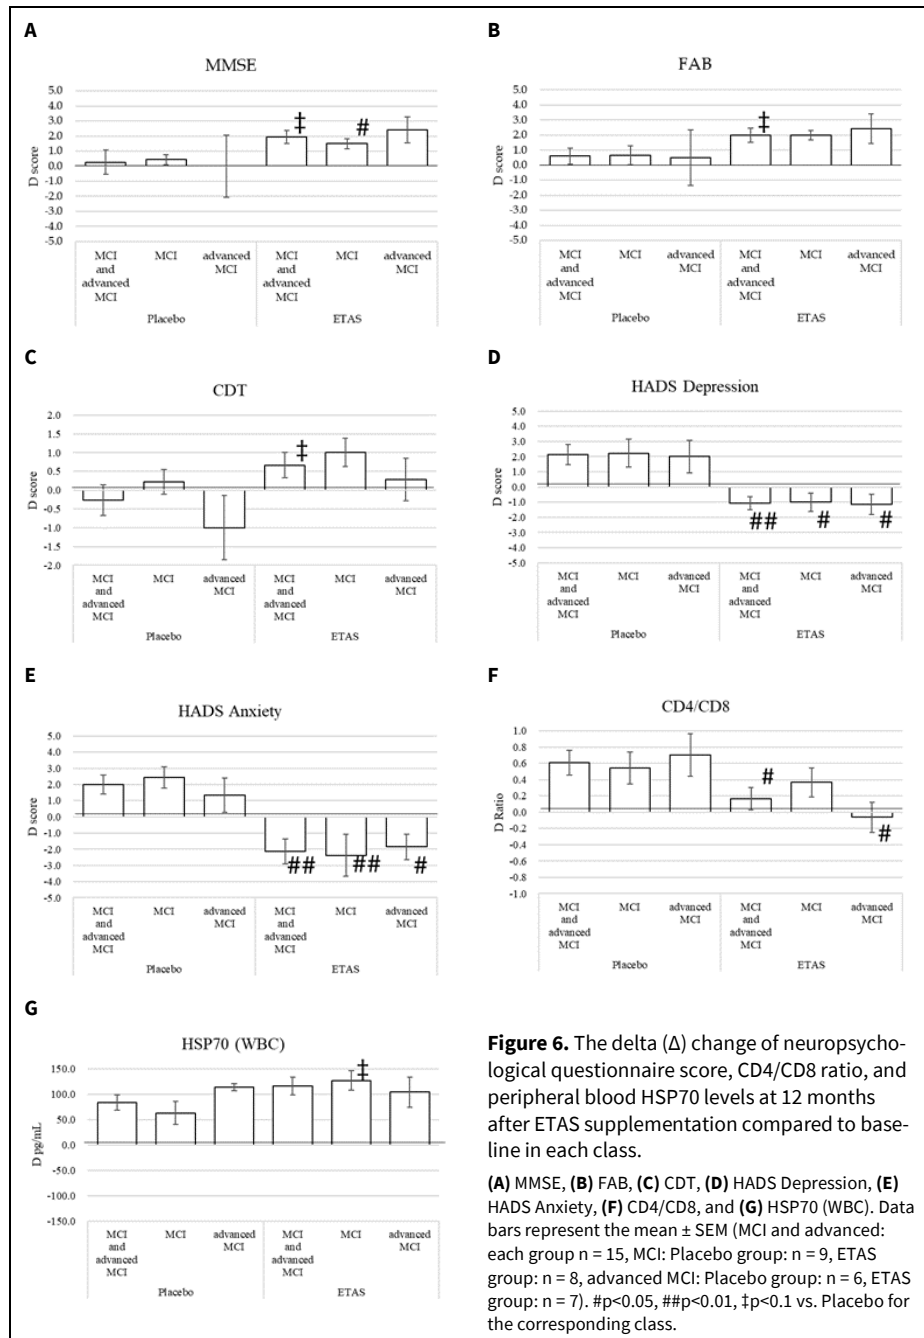 A
MMSE
5.0
4.0
3.0
2.0
1.0
0.0
-1.0
-2.0
-3.0
-4.0
-5.0
D score
‡
#
MCI and advanced MCI
MCI
advanced MCI
MCI and advanced MCI
MCI
advanced MCI
Placebo
ETAS
B
FAB
5.0
4.0
3.0
2.0
1.0
0.0
-1.0
-2.0
-3.0
-4.0
-5.0
D score
‡
MCI and advanced MCI
MCI
advanced MCI
MCI and advanced MCI
MCI
advanced MCI
Placebo
ETAS
C
CDT
2.0
1.5
1.0
0.5
0.0
-0.5
-1.0
-1.5
-2.0
D score
‡
MCI and advanced MCI
MCI
advanced MCI
MCI and advanced MCI
MCI
advanced MCI
Placebo
ETAS
D
HADS Depression
5.0
4.0
3.0
2.0
1.0
0.0
-1.0
-2.0
-3.0
-4.0
-5.0
D score
##
#
#
MCI and advanced MCI
MCI
advanced MCI
MCI and advanced MCI
MCI
advanced MCI
Placebo
ETAS
E
HADS Anxiety
5.0
4.0
3.0
2.0
1.0
0.0
-1.0
-2.0
-3.0
-4.0
-5.0
D score
##
##
#
MCI and advanced MCI
MCI
advanced MCI
MCI and advanced MCI
MCI
advanced MCI
Placebo
ETAS
F
CD4/CD8
1.0
0.8
0.6
0.4
0.2
0.0
-0.2
-0.4
-0.6
-0.8
-1.0
D Ratio
#
#
MCI and advanced MCI
MCI
advanced MCI
MCI and advanced MCI
MCI
advanced MCI
Placebo
ETAS
G
HSP70 (WBC)
150.0
100.0
50.0
0.0
-50.0
-100.0
-150.0
D pg/mL
‡
MCI and advanced MCI
MCI
advanced MCI
MCI and advanced MCI
MCI
advanced MCI
Placebo
ETAS
Figure 6. The delta (Δ) change of neuropsycho-
logical questionnaire score, CD4/CD8 ratio, and
peripheral blood HSP70 levels at 12 months
after ETAS supplementation compared to base-
line in each class.
(A) MMSE, (B) FAB, (C) CDT, (D) HADS Depression, (E)
HADS Anxiety, (F) CD4/CD8, and (G) HSP70 (WBC). Data
bars represent the mean ± SEM (MCI and advanced:
each group n = 15, MCI: Placebo group: n = 9, ETAS
group: n = 8, advanced MCI: Placebo group: n = 6, ETAS
group: n = 7). #p<0.05, ##p<0.01, ‡p<0.1 vs. Placebo for
the corresponding class.